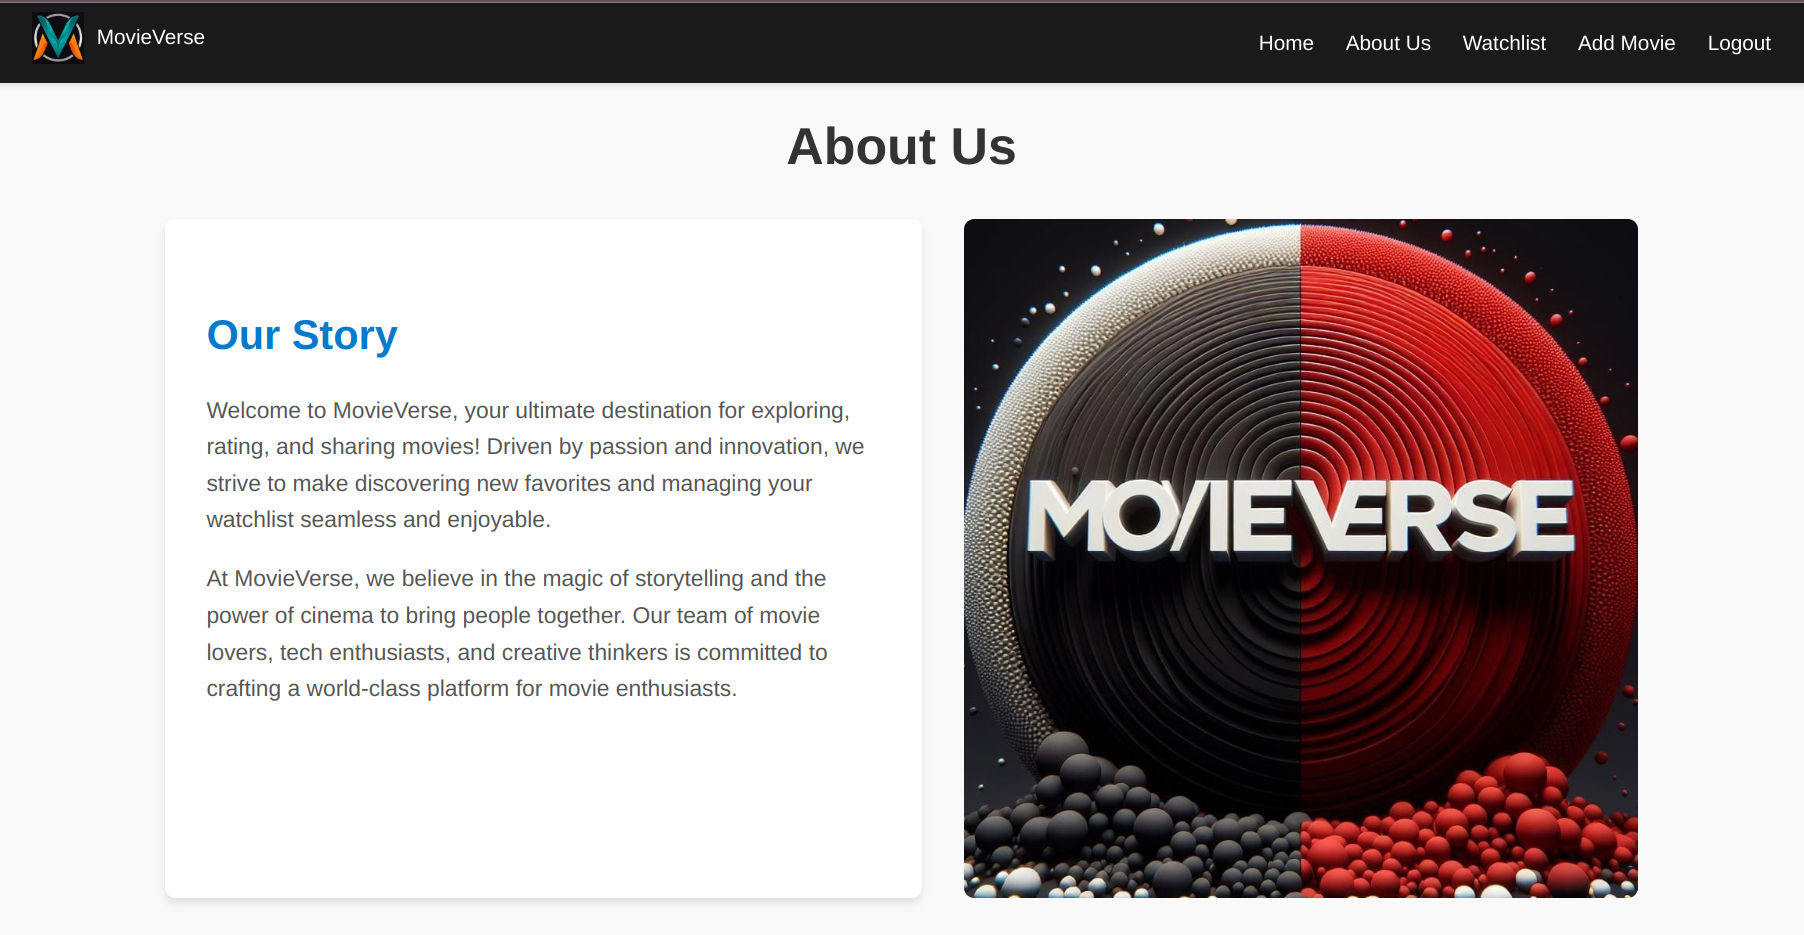 MovieVerse
Home
About Us
Watchlist
Add Movie
Logout
About Us
Our Story
Welcome to MovieVerse, your ultimate destination for exploring,
rating, and sharing movies! Driven by passion and innovation, we
strive to make discovering new favorites and managing your
watchlist seamless and enjoyable.
At MovieVerse, we believe in the magic of storytelling and the
power of cinema to bring people together. Our team of movie
lovers, tech enthusiasts, and creative thinkers is committed to
crafting a world-class platform for movie enthusiasts.
MOVIEVERSE